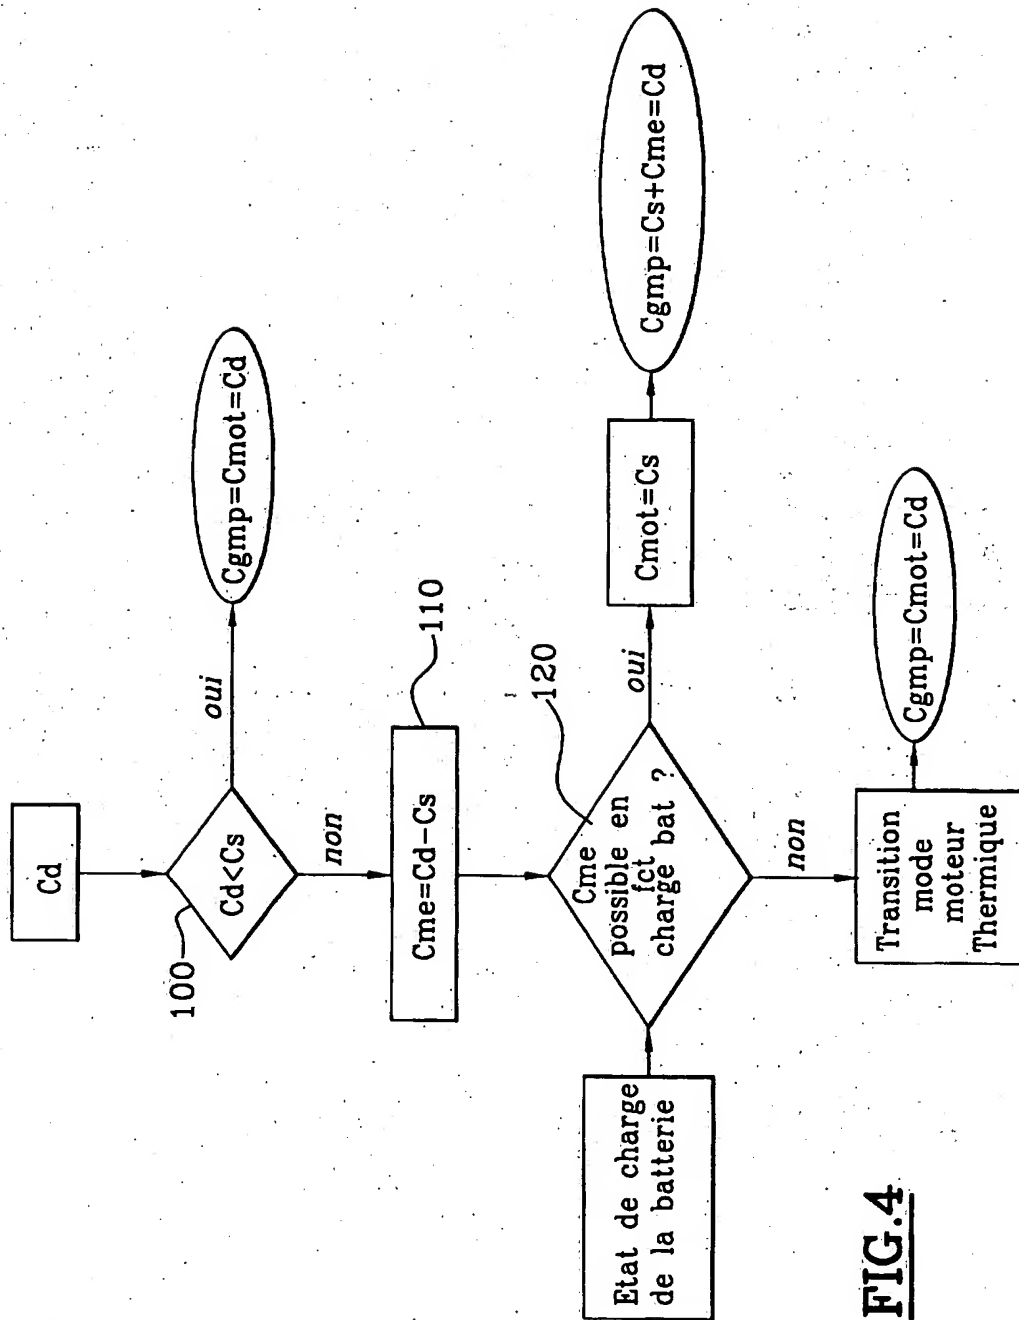 Cd
100
Cd<Cs
oui
Cgmp=Cmot=Cd
non
110
Cme=Cd-Cs
120
Cme
possible en
fct
charge bat ?
Etat de charge
de la batterie
oui
Cmot=Cs
Cgmp=Cs+Cme=Cd
non
Transition
mode
moteur
Thermique
Cgmp=Cmot=Cd
FIG.4